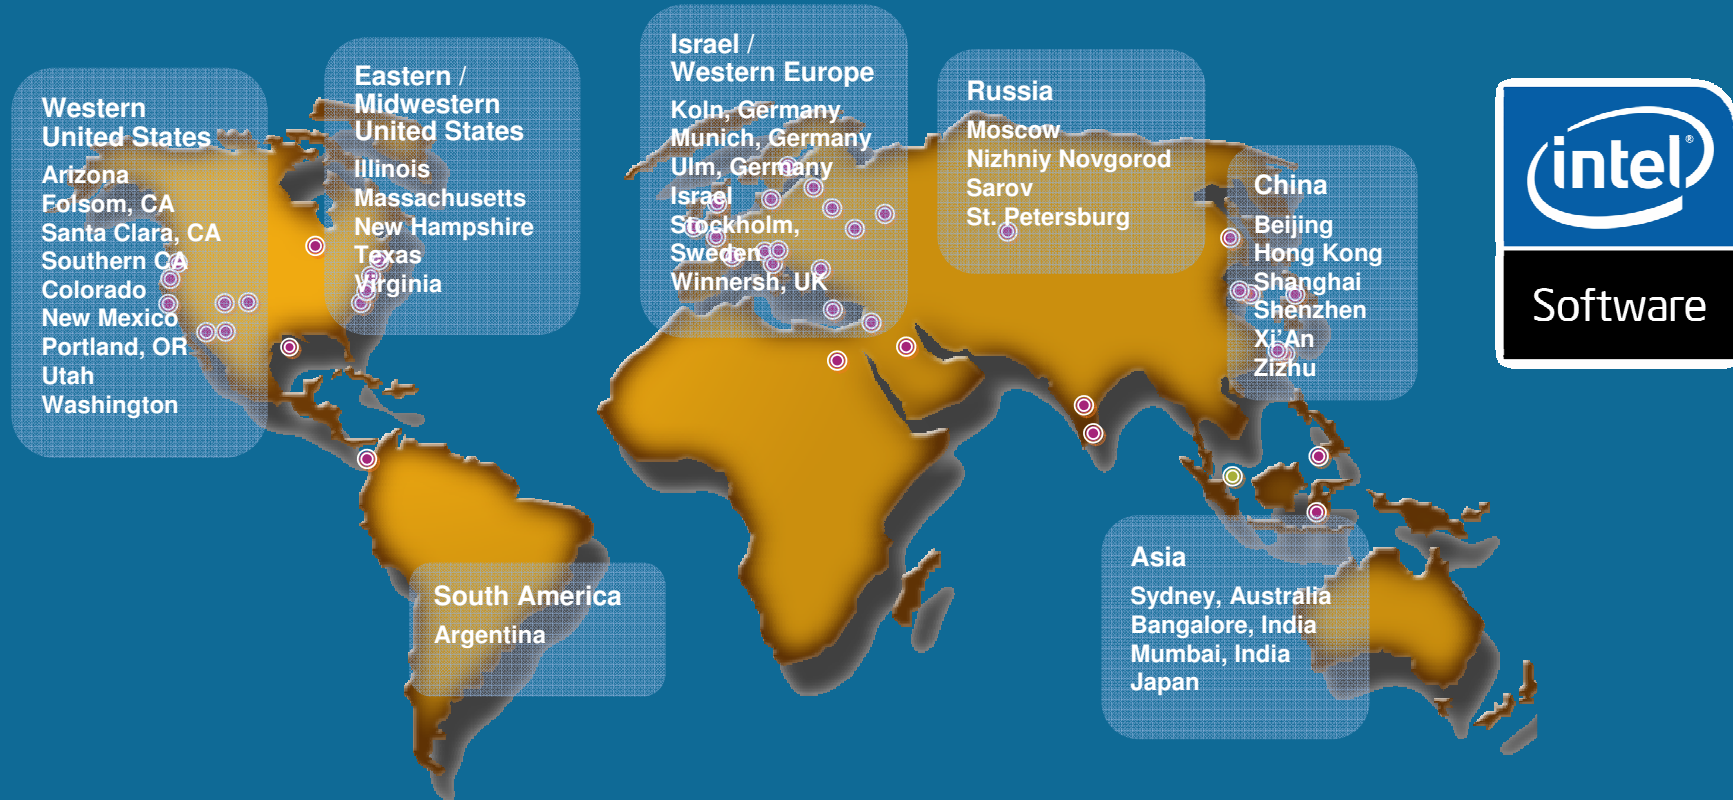 Western
United States
Arizona
Folsom, CA
Santa Clara, CA
Southern CA
Colorado
New Mexico
Portland, OR
Utah
Washington
Eastern /
Midwestern
United States
Illinois
Massachusetts
New Hampshire
Texas
Virginia
Israel /
Western Europe
Koln, Germany
Munich, Germany
Ulm, Germany
Israel
Stockholm,
Sweden
Winnersh, UK
Russia
Moscow
Nizhniy Novgorod
Sarov
St. Petersburg
China
Beijing
Hong Kong
Shanghai
Shenzhen
Xi'An
Zizhu
South America
Argentina
Asia
Sydney, Australia
Bangalore, India
Mumbai, India
Japan
intel®
Software